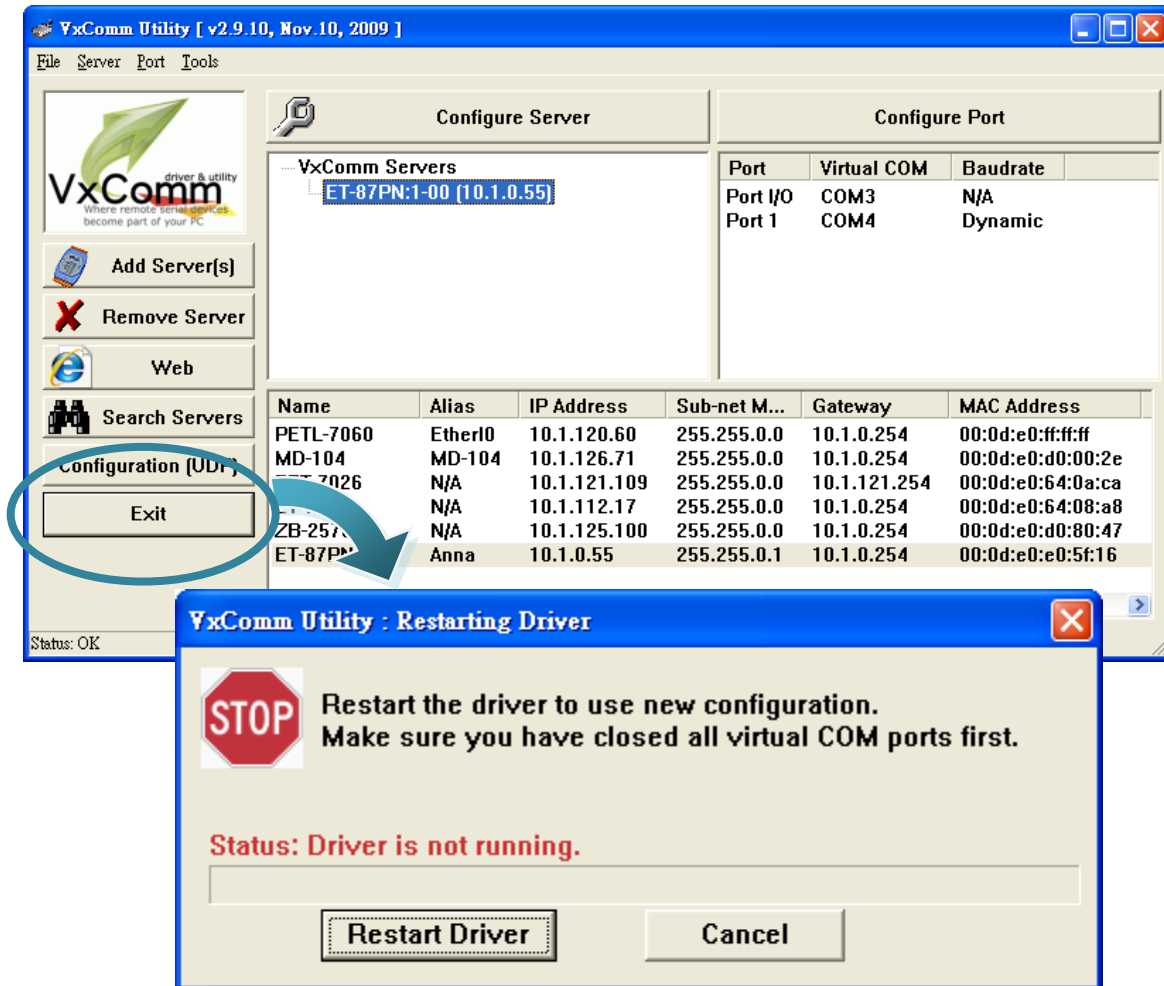 VxComm Utility [ v2.9.10, Nov.10, 2009 ]
File Server Port Tools
VxComm
driver & utility
Where remote serial devices
become part of your PC
Add Server(s)
Remove Server
Web
Search Servers
Configuration (UDP)
Exit
Configure Server
VxComm Servers
ET-87PN:1-00 (10.1.0.55)
Configure Port
Port Virtual COM Baudrate
Port I/O COM3 N/A
Port 1 COM4 Dynamic
Name Alias IP Address Sub-net M... Gateway MAC Address
PETL-7060 EtherI0 10.1.120.60 255.255.0.0 10.1.0.254 00:0d:e0:ff:ff:ff
MD-104 MD-104 10.1.126.71 255.255.0.0 10.1.0.254 00:0d:e0:d0:00:2e
N/A 10.1.121.109 255.255.0.0 10.1.121.254 00:0d:e0:64:0a:ca
N/A 10.1.112.17 255.255.0.0 10.1.0.254 00:0d:e0:64:08:a8
N/A 10.1.125.100 255.255.0.0 10.1.0.254 00:0d:e0:d0:80:47
ET-87PN Anna 10.1.0.55 255.255.0.1 10.1.0.254 00:0d:e0:e0:5f:16
Status: OK
VxComm Utility : Restarting Driver
STOP
Restart the driver to use new configuration.
Make sure you have closed all virtual COM ports first.
Status: Driver is not running.
Restart Driver
Cancel